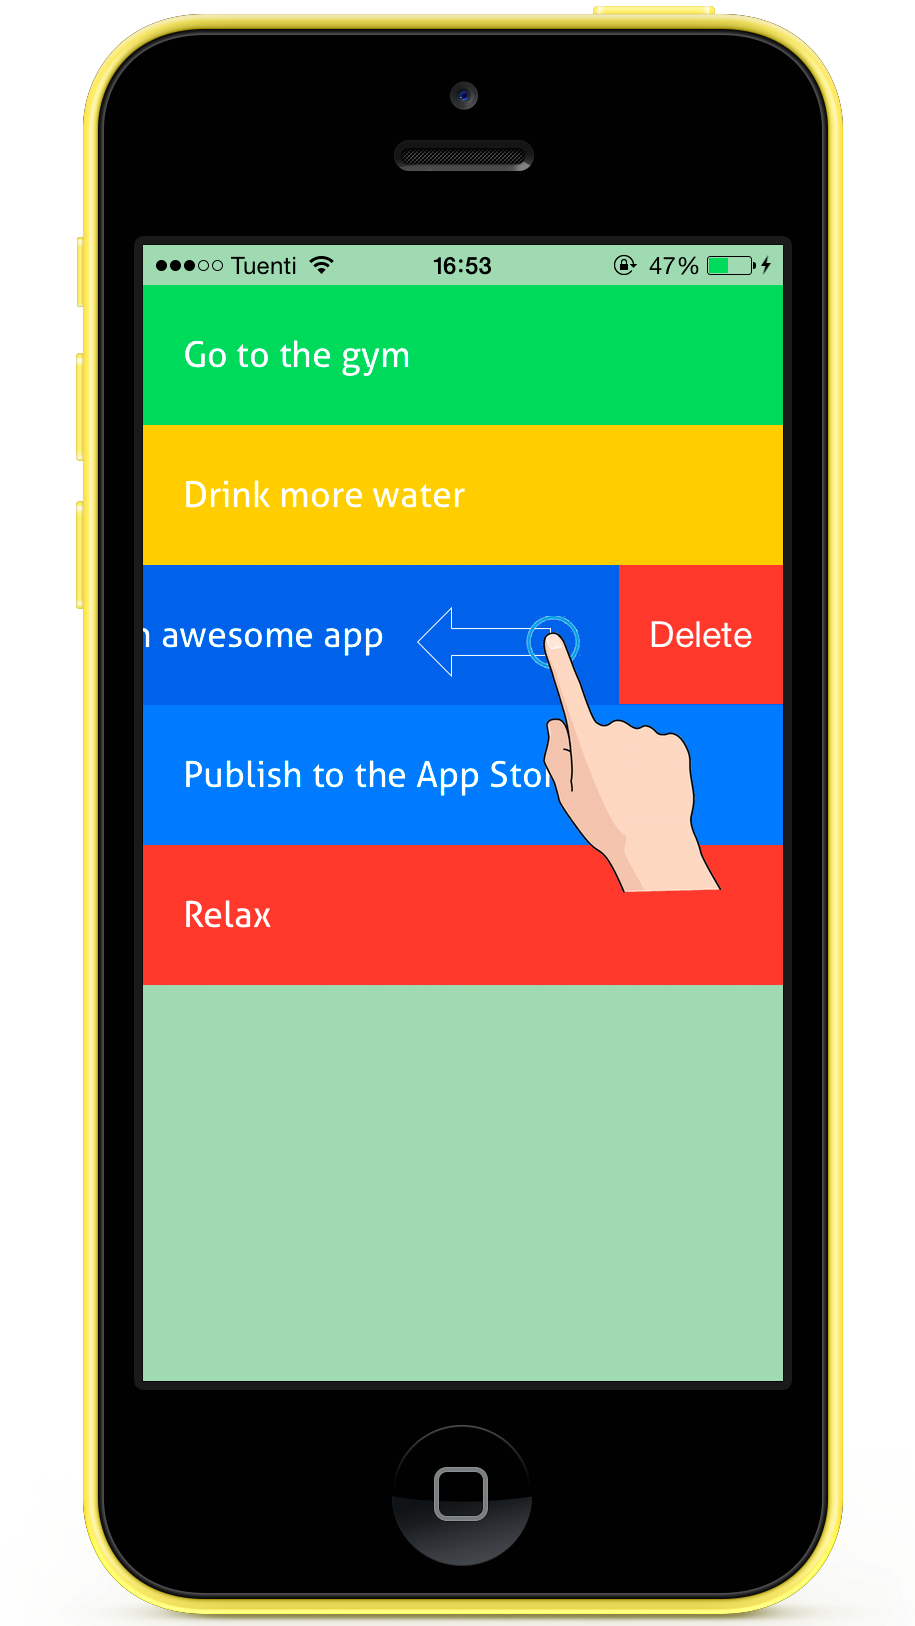 Tuenti 16:53 47%
Go to the gym
Drink more water
awesome app Delete
Publish to the App
Relax